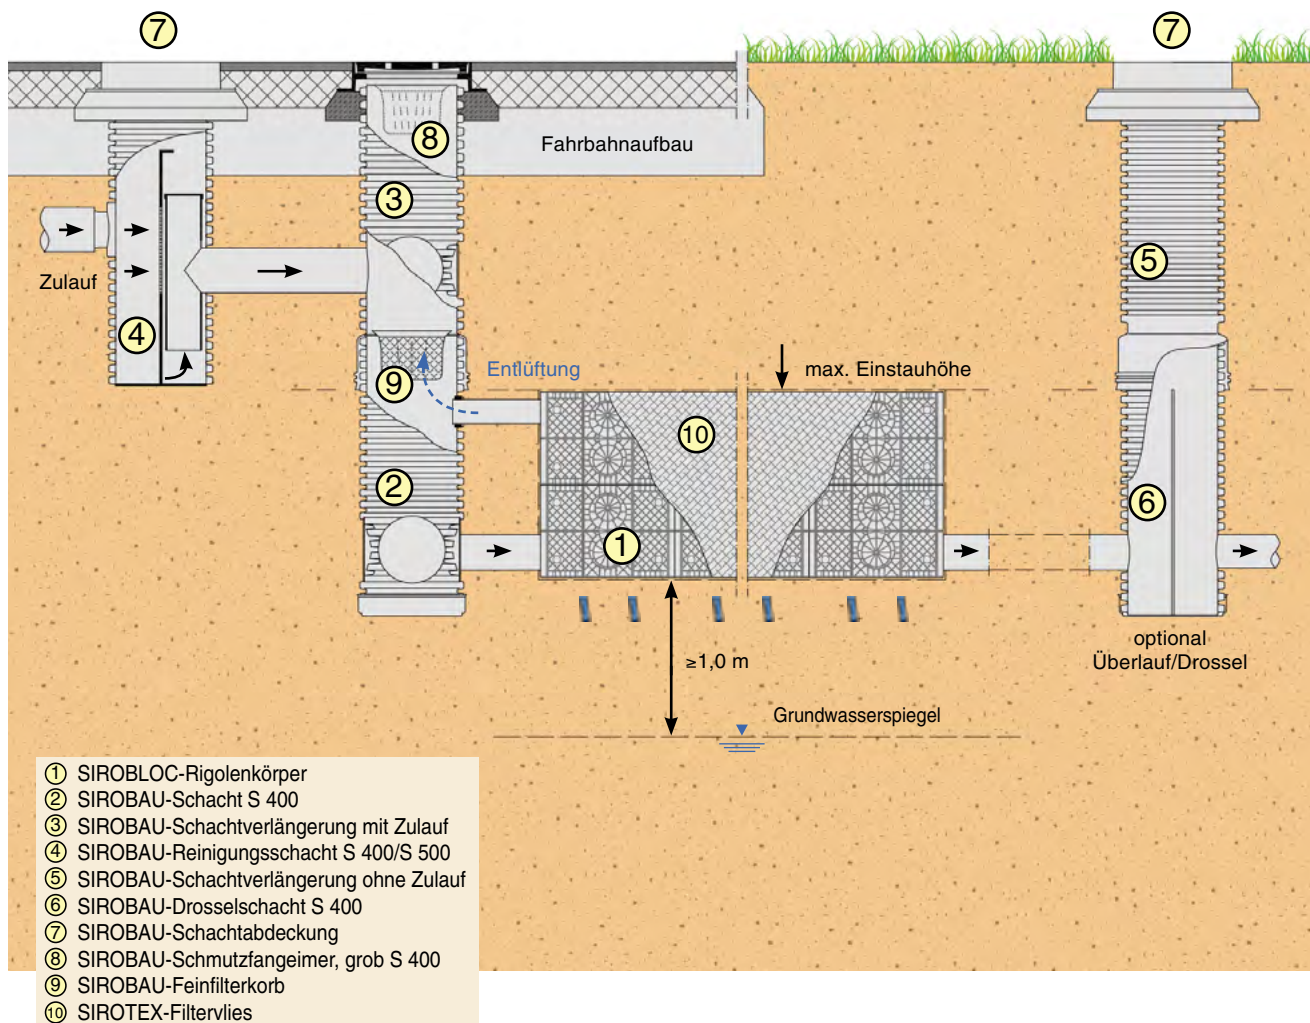 7
7
8
Fahrbahnaufbau
3
Zulauf
5
4
Entlüftung
max. Einstauhöhe
9
10
2
6
1
optional
Überlauf/Drossel
≥1,0 m
Grundwasserspiegel
1 SIROBLOC-Rigolenkörper
2 SIROBAU-Schacht S 400
3 SIROBAU-Schachtverlängerung mit Zulauf
4 SIROBAU-Reinigungsschacht S 400/S 500
5 SIROBAU-Schachtverlängerung ohne Zulauf
6 SIROBAU-Drosselschacht S 400
7 SIROBAU-Schachtabdeckung
8 SIROBAU-Schmutzfangeimer, grob S 400
9 SIROBAU-Feinfilterkorb
10 SIROTEX-Filtervlies